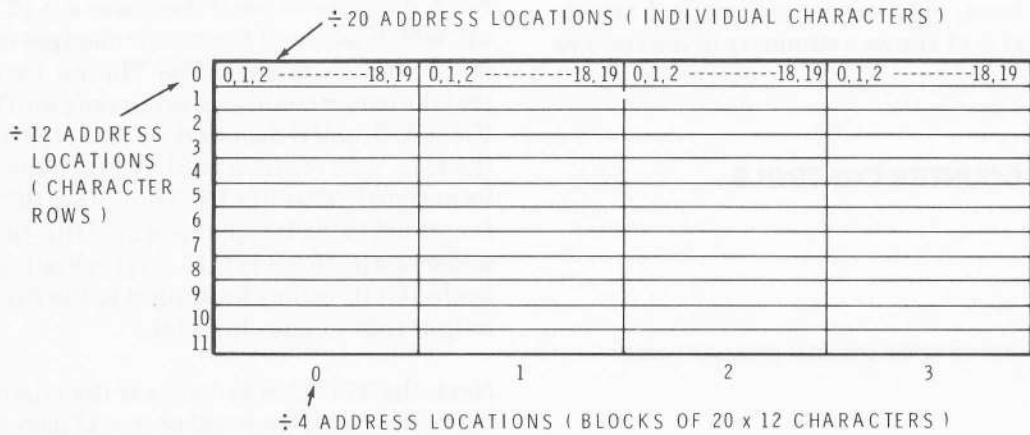 ÷20 ADDRESS LOCATIONS ( INDIVIDUAL CHARACTERS )
0 0,1,2 ----------18,19 0,1,2 ----------18,19 0,1,2 ----------18,19 0,1,2 ---------18,19
1
÷12 ADDRESS
2
LOCATIONS
3
( CHARACTER
4
ROWS )
5
6
7
8
9
10
11
0 1 2 3
÷4 ADDRESS LOCATIONS ( BLOCKS OF 20 x 12 CHARACTERS )